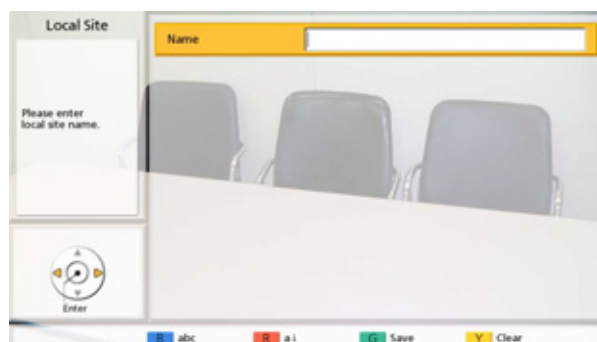 Local Site
Name
Please enter
local site name.
Enter
B abc
R a¡
G Save
Y Clear